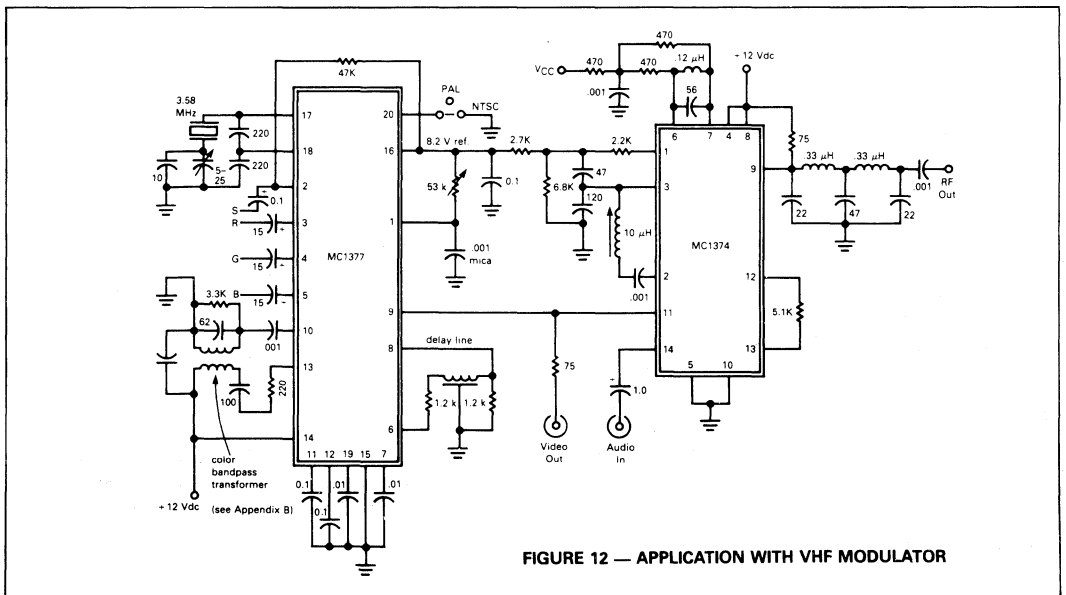 470
470
470
.12 μH
+ 12 Vdc
VCC
.001
56
47K
PAL
NTSC
3.58
MHz
17
20
6
7
4
8
75
220
18
16
8.2 V ref
2.7K
2.2K
1
9
.33 μH
.33 μH
.001
RF
Out
220
10
5-
25
2
53 k
0.1
6.8K
47
3
120
22
47
22
0.1
S
R
15
3
1
10 μH
MC1374
MC1377
.001
mica
G
15
4
.001
2
12
3.3K
B
15
5
9
11
5.1K
62
001
10
8
delay line
14
13
13
75
5
10
220
1.2 k
1.2 k
1.0
100
6
14
Video
Out
Audio
In
color
bandpass
transformer
11
12
19
15
7
+ 12 Vdc
(see Appendix B)
0.1
.01
.01
0.1
FIGURE 12 — APPLICATION WITH VHF MODULATOR